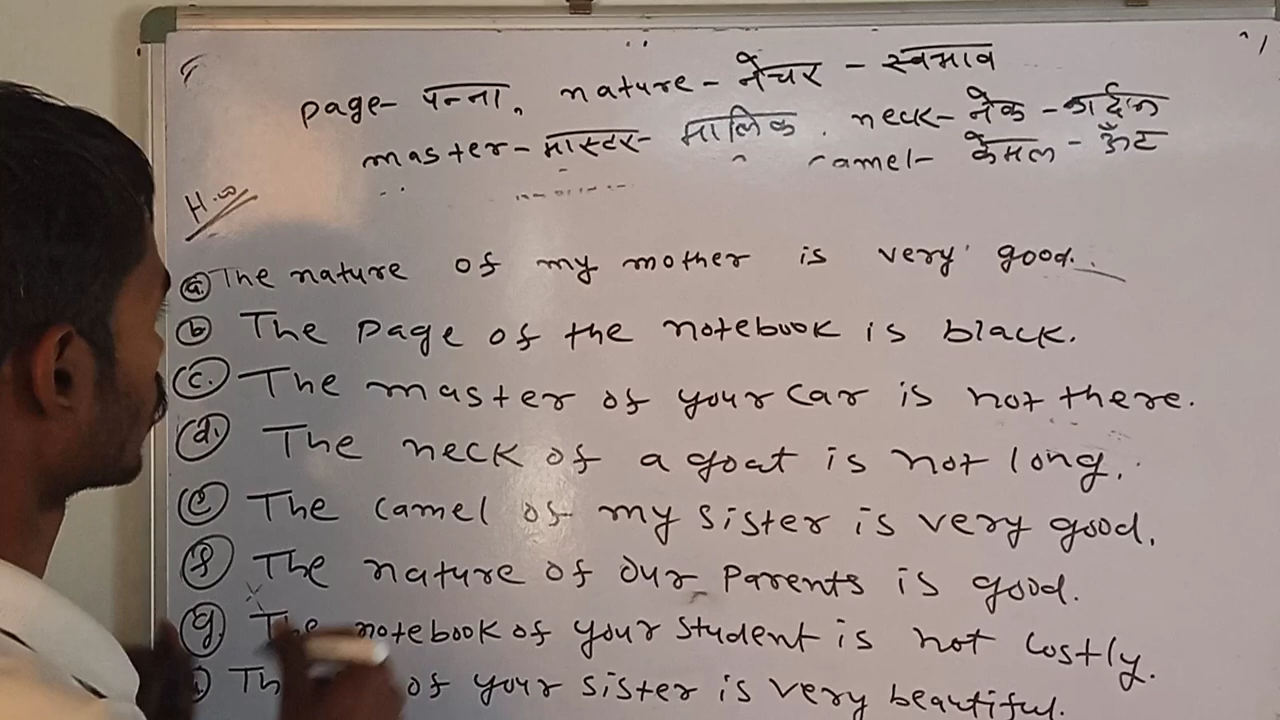 page- पन्ना, nature - नेचर - स्वभाव
master - मास्टर - मालिक. neck - नेक - गर्दन
camel - कैमल - ऊँट
H.W
(a.) The nature of my mother is very good.
(b) The page of the notebook is black.
(c.) The master of your car is not there.
(d.) The neck of a goat is not long.
(e) The camel of my sister is very good.
(f) The nature of our parents is good.
(g) The notebook of your student is not costly.
of your sister is very beautiful.